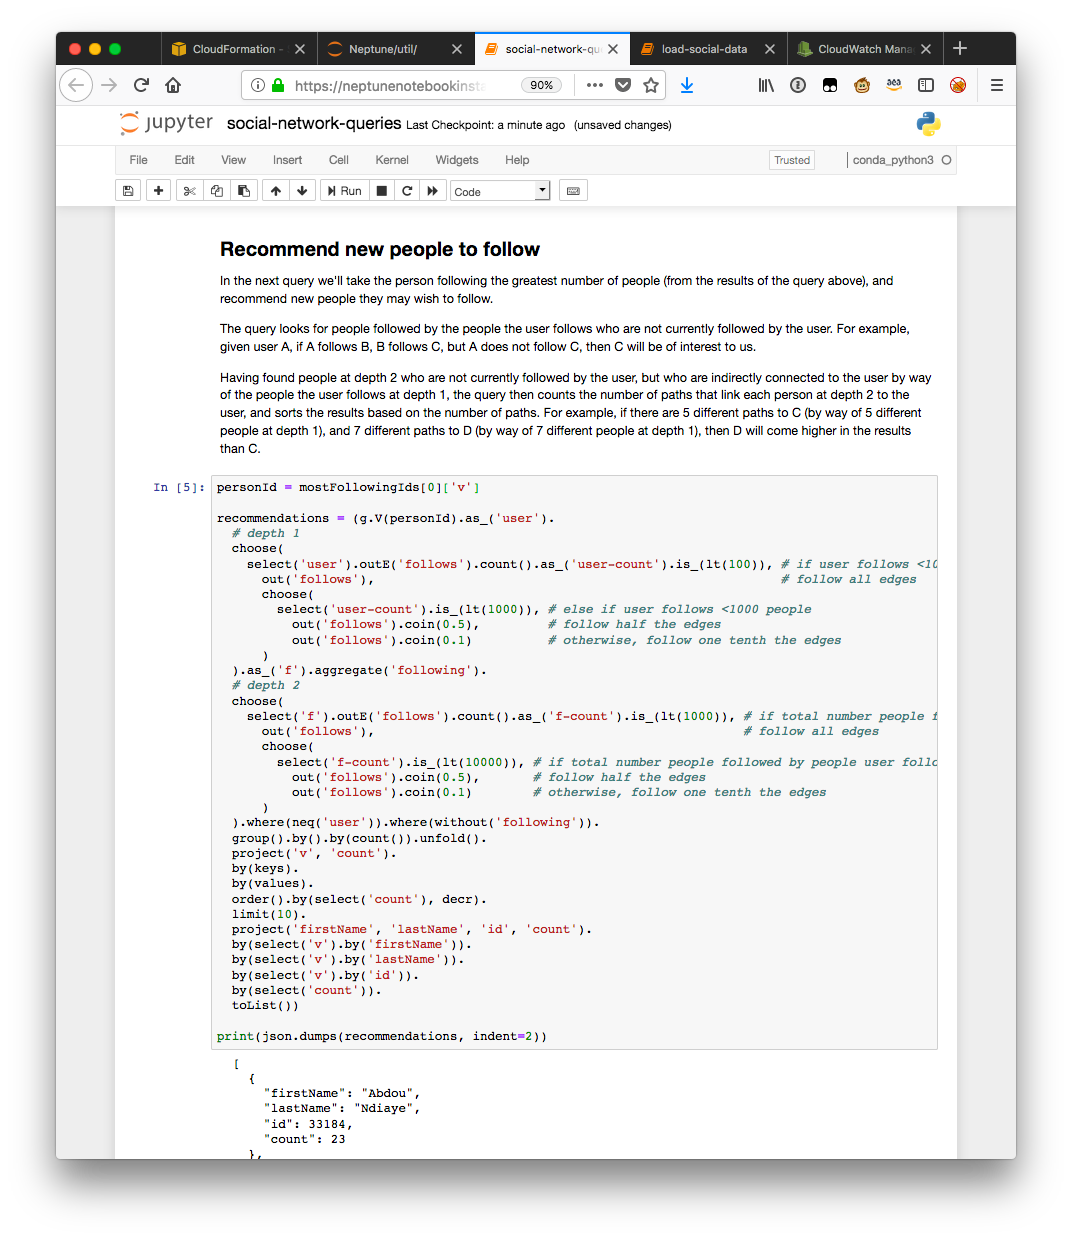 CloudFormation -
Neptune/util/
social-network-qu
load-social-data
CloudWatch Mana
https://neptunenotebookinst
90%
jupyter social-network-queries Last Checkpoint: a minute ago (unsaved changes)
File Edit View Insert Cell Kernel Widgets Help Trusted conda_python3
Run Code
Recommend new people to follow
In the next query we'll take the person following the greatest number of people (from the results of the query above), and
recommend new people they may wish to follow.
The query looks for people followed by the people the user follows who are not currently followed by the user. For example,
given user A, if A follows B, B follows C, but A does not follow C, then C will be of interest to us.
Having found people at depth 2 who are not currently followed by the user, but who are indirectly connected to the user by way
of the people the user follows at depth 1, the query then counts the number of paths that link each person at depth 2 to the
user, and sorts the results based on the number of paths. For example, if there are 5 different paths to C (by way of 5 different
people at depth 1), and 7 different paths to D (by way of 7 different people at depth 1), then D will come higher in the results
than C.
In [5]: personId = mostFollowingIds[0]['v']
recommendations = (g.V(personId).as_('user').
# depth 1
choose(
select('user').outE('follows').count().as_('user-count').is_(lt(100)), # if user follows <10
out('follows'), # follow all edges
choose(
select('user-count').is_(lt(1000)), # else if user follows <1000 people
out('follows').coin(0.5), # follow half the edges
out('follows').coin(0.1) # otherwise, follow one tenth the edges
)
).as_('f').aggregate('following').
# depth 2
choose(
select('f').outE('follows').count().as_('f-count').is_(lt(1000)), # if total number people f
out('follows'), # follow all edges
choose(
select('f-count').is_(lt(10000)), # if total number people followed by people user follo
out('follows').coin(0.5), # follow half the edges
out('follows').coin(0.1) # otherwise, follow one tenth the edges
)
).where(neq('user')).where(without('following')).
group().by().by(count()).unfold().
project('v', 'count').
by(keys).
by(values).
order().by(select('count'), decr).
limit(10).
project('firstName', 'lastName', 'id', 'count').
by(select('v').by('firstName')).
by(select('v').by('lastName')).
by(select('v').by('id')).
by(select('count')).
toList())
print(json.dumps(recommendations, indent=2))
[
{
"firstName": "Abdou",
"lastName": "Ndiaye",
"id": 33184,
"count": 23
},